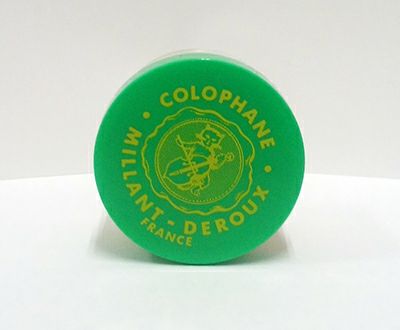 • COLOPHANE •
MILLANT - DEROUX
FRANCE